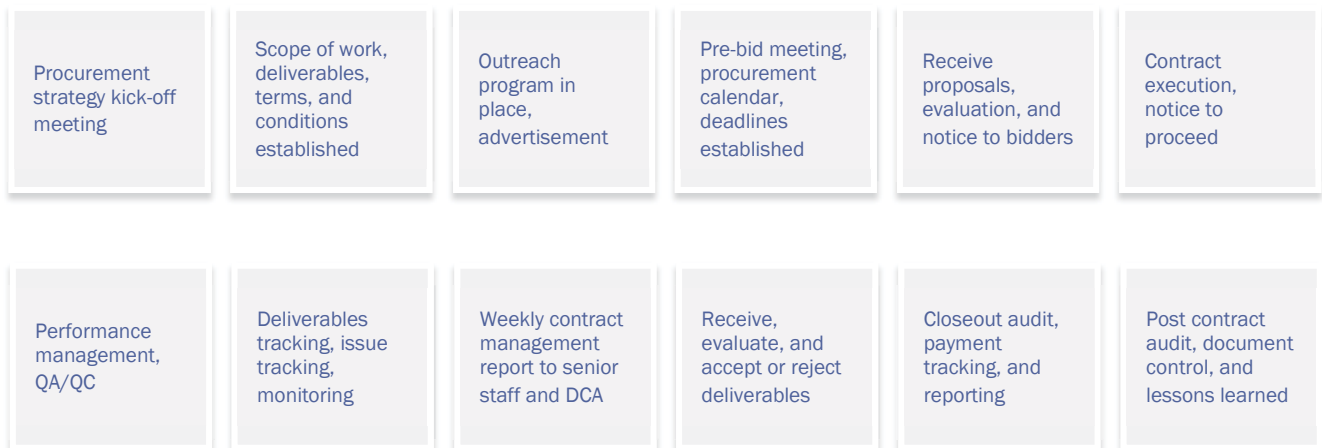 Procurement
strategy kick-off
meeting
Scope of work,
deliverables,
terms, and
conditions
established
Outreach
program in
place,
advertisement
Pre-bid meeting,
procurement
calendar,
deadlines
established
Receive
proposals,
evaluation, and
notice to bidders
Contract
execution,
notice to
proceed
Performance
management,
QA/QC
Deliverables
tracking, issue
tracking,
monitoring
Weekly contract
management
report to senior
staff and DCA
Receive,
evaluate, and
accept or reject
deliverables
Closeout audit,
payment
tracking, and
reporting
Post contract
audit, document
control, and
lessons learned